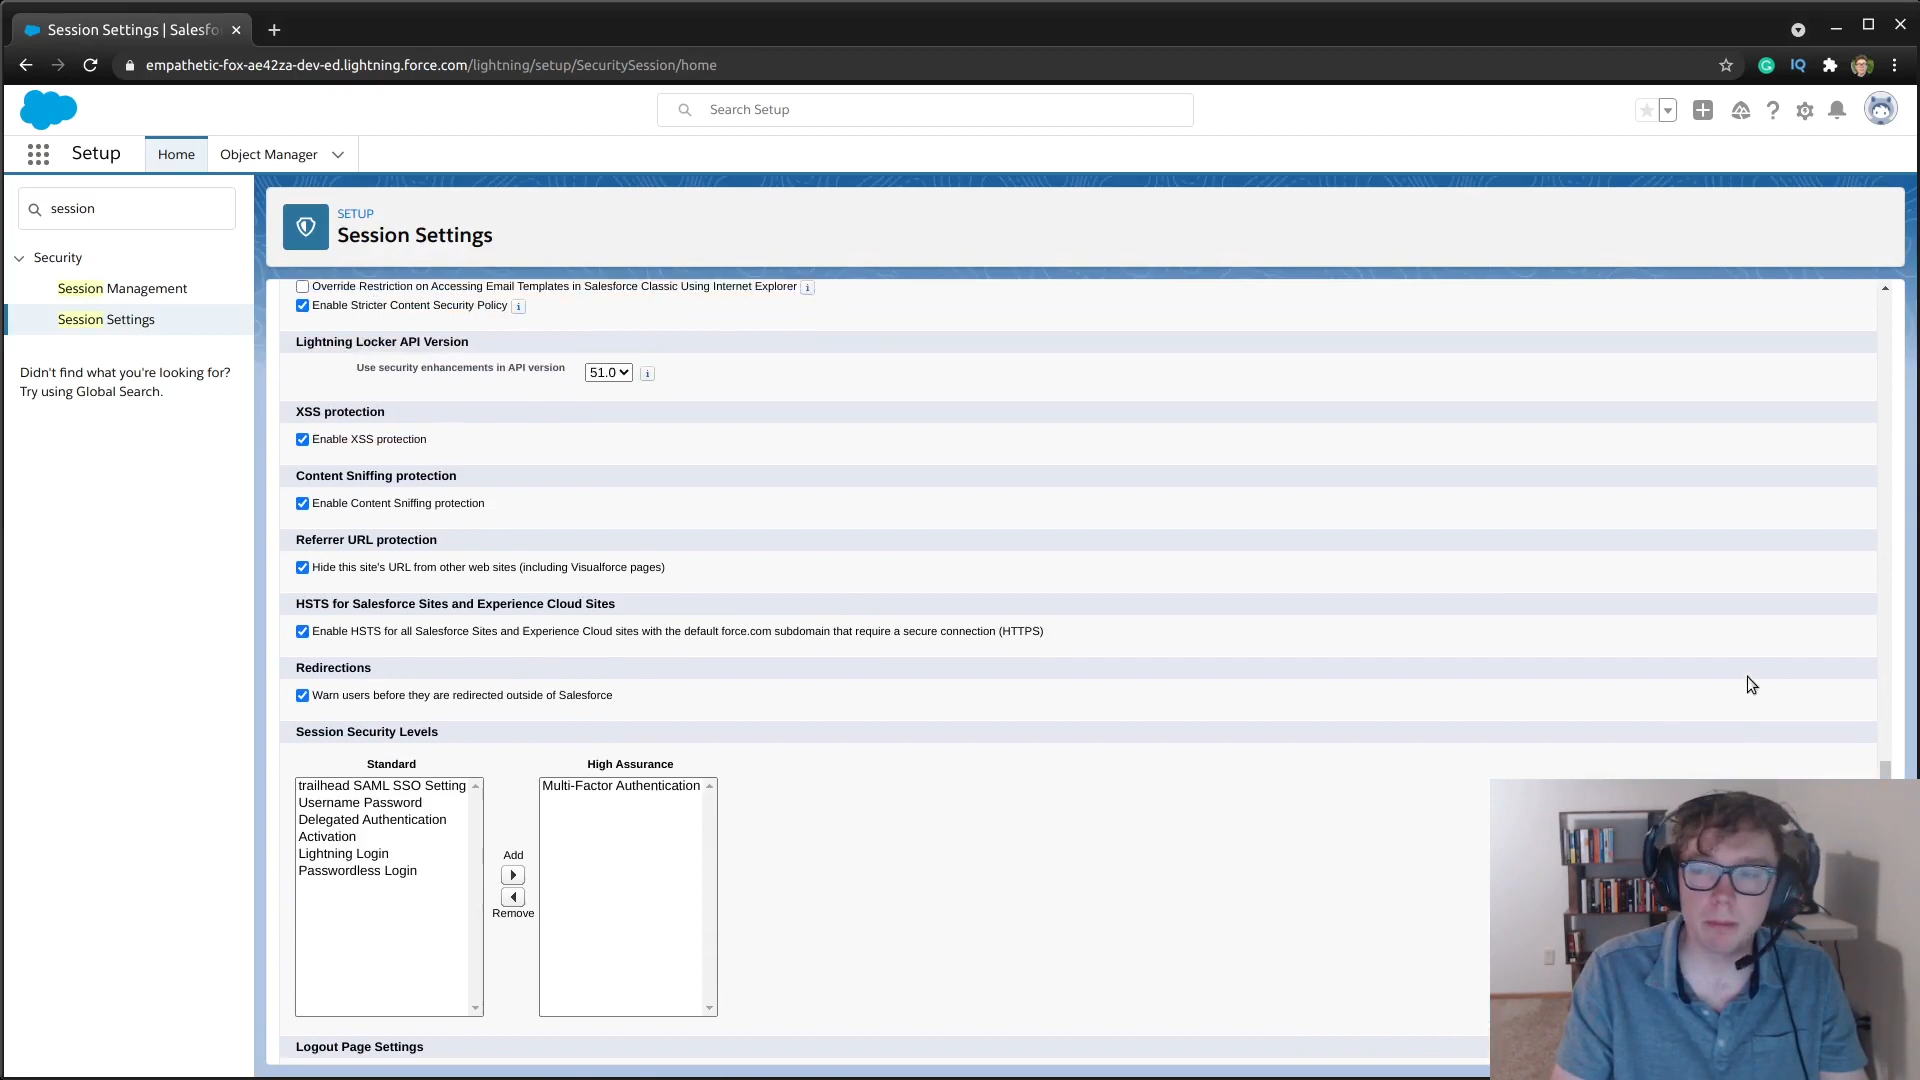 Session Settings | Salesfo
empathetic-fox-ae42za-dev-ed.lightning.force.com/lightning/setup/SecuritySession/home
IQ
Search Setup
Setup
Home
Object Manager
session
Security
Session Management
Session Settings
Didn't find what you're looking for?
Try using Global Search.
SETUP
Session Settings
Override Restriction on Accessing Email Templates in Salesforce Classic Using Internet Explorer
Enable Stricter Content Security Policy
Lightning Locker API Version
Use security enhancements in API version 51.0
XSS protection
Enable XSS protection
Content Sniffing protection
Enable Content Sniffing protection
Referrer URL protection
Hide this site's URL from other web sites (including Visualforce pages)
HSTS for Salesforce Sites and Experience Cloud Sites
Enable HSTS for all Salesforce Sites and Experience Cloud sites with the default force.com subdomain that require a secure connection (HTTPS)
Redirections
Warn users before they are redirected outside of Salesforce
Session Security Levels
Standard
trailhead SAML SSO Setting
Username Password
Delegated Authentication
Activation
Lightning Login
Passwordless Login
Add
Remove
High Assurance
Multi-Factor Authentication
Logout Page Settings